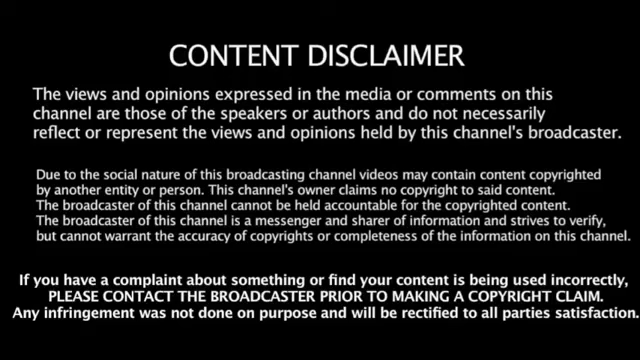 CONTENT DISCLAIMER
The views and opinions expressed in the media or comments on this
channel are those of the speakers or authors and do not necessarily
reflect or represent the views and opinions held by this channel's broadcaster.
Due to the social nature of this broadcasting channel videos may contain content copyrighted
by another entity or person. This channel's owner claims no copyright to said content.
The broadcaster of this channel cannot be held accountable for the copyrighted content.
The broadcaster of this channel is a messenger and sharer of information and strives to verify,
but cannot warrant the accuracy of copyrights or completeness of the information on this channel.
If you have a complaint about something or find your content is being used incorrectly,
PLEASE CONTACT THE BROADCASTER PRIOR TO MAKING A COPYRIGHT CLAIM.
Any infringement was not done on purpose and will be rectified to all parties satisfaction.